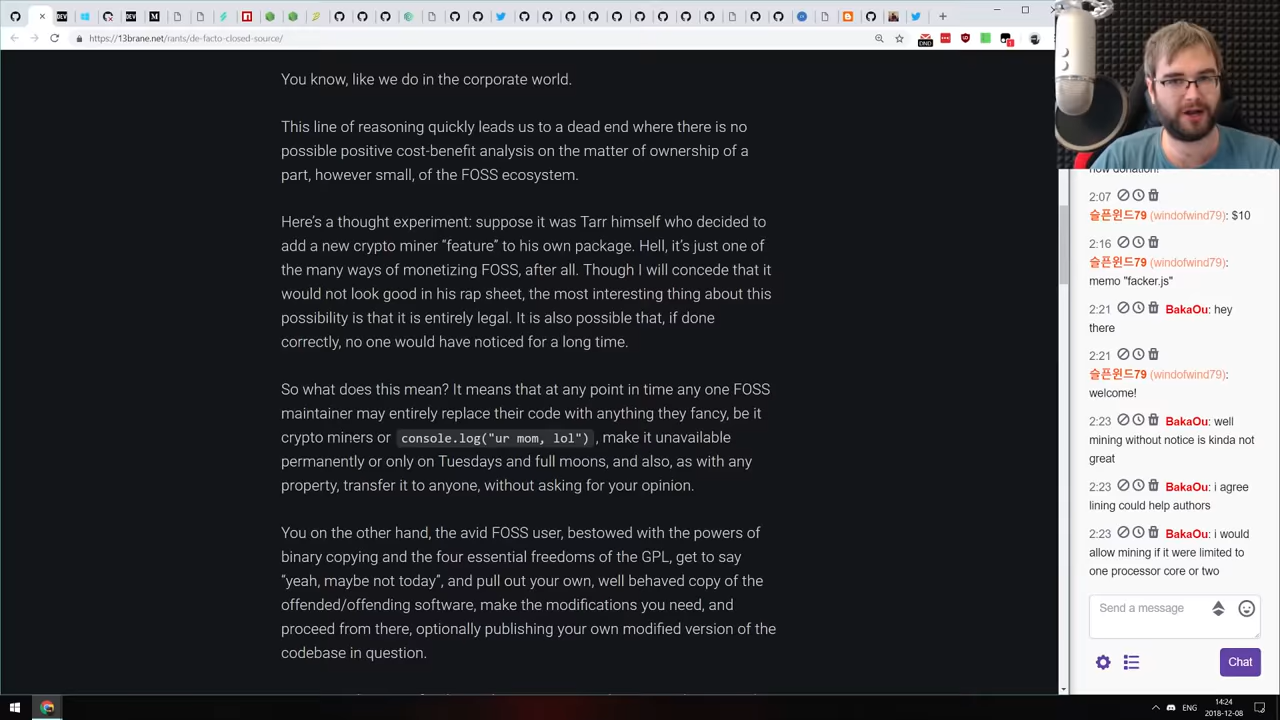 https://13brane.net/rants/de-facto-closed-source/
You know, like we do in the corporate world.
This line of reasoning quickly leads us to a dead end where there is no
possible positive cost-benefit analysis on the matter of ownership of a
part, however small, of the FOSS ecosystem.
Here's a thought experiment: suppose it was Tarr himself who decided to
add a new crypto miner “feature” to his own package. Hell, it's just one of
the many ways of monetizing FOSS, after all. Though I will concede that it
would not look good in his rap sheet, the most interesting thing about this
possibility is that it is entirely legal. It is also possible that, if done
correctly, no one would have noticed for a long time.
So what does this mean? It means that at any point in time any one FOSS
maintainer may entirely replace their code with anything they fancy, be it
crypto miners or console.log("ur mom, lol") , make it unavailable
permanently or only on Tuesdays and full moons, and also, as with any
property, transfer it to anyone, without asking for your opinion.
You on the other hand, the avid FOSS user, bestowed with the powers of
binary copying and the four essential freedoms of the GPL, get to say
“yeah, maybe not today”, and pull out your own, well behaved copy of the
offended/offending software, make the modifications you need, and
proceed from there, optionally publishing your own modified version of the
codebase in question.
now donation!
2:07
슬픈윈드79 (windofwind79): $10
2:16
슬픈윈드79 (windofwind79):
memo "facker.js"
2:21 BakaOu: hey
there
2:21
슬픈윈드79 (windofwind79):
welcome!
2:23 BakaOu: well
mining without notice is kinda not
great
2:23 BakaOu: i agree
lining could help authors
2:23 BakaOu: i would
allow mining if it were limited to
one processor core or two
Send a message
Chat
ENG
14:24
2018-12-08